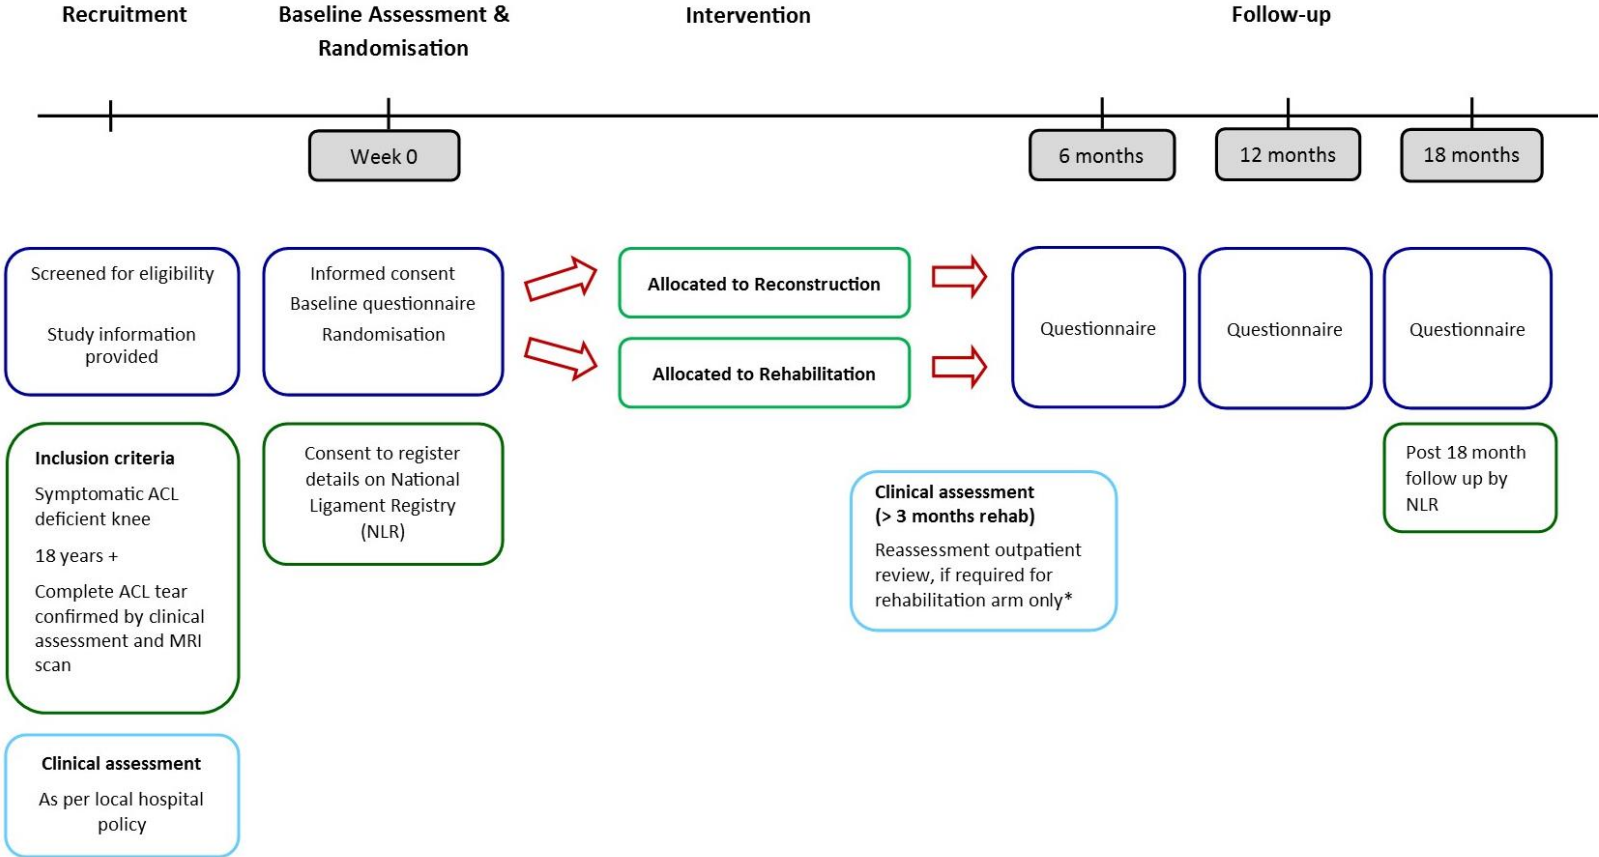 Recruitment
Baseline Assessment &
Randomisation
Intervention
Follow-up
Week 0
6 months
12 months
18 months
Screened for eligibility
Study information
provided
Informed consent
Baseline questionnaire
Randomisation
Allocated to Reconstruction
Allocated to Rehabilitation
Questionnaire
Questionnaire
Questionnaire
Inclusion criteria
Symptomatic ACL
deficient knee
18 years +
Complete ACL tear
confirmed by clinical
assessment and MRI
scan
Consent to register
details on National
Ligament Registry
(NLR)
Clinical assessment
(> 3 months rehab)
Reassessment outpatient
review, if required for
rehabilitation arm only*
Post 18 month
follow up by
NLR
Clinical assessment
As per local hospital
policy